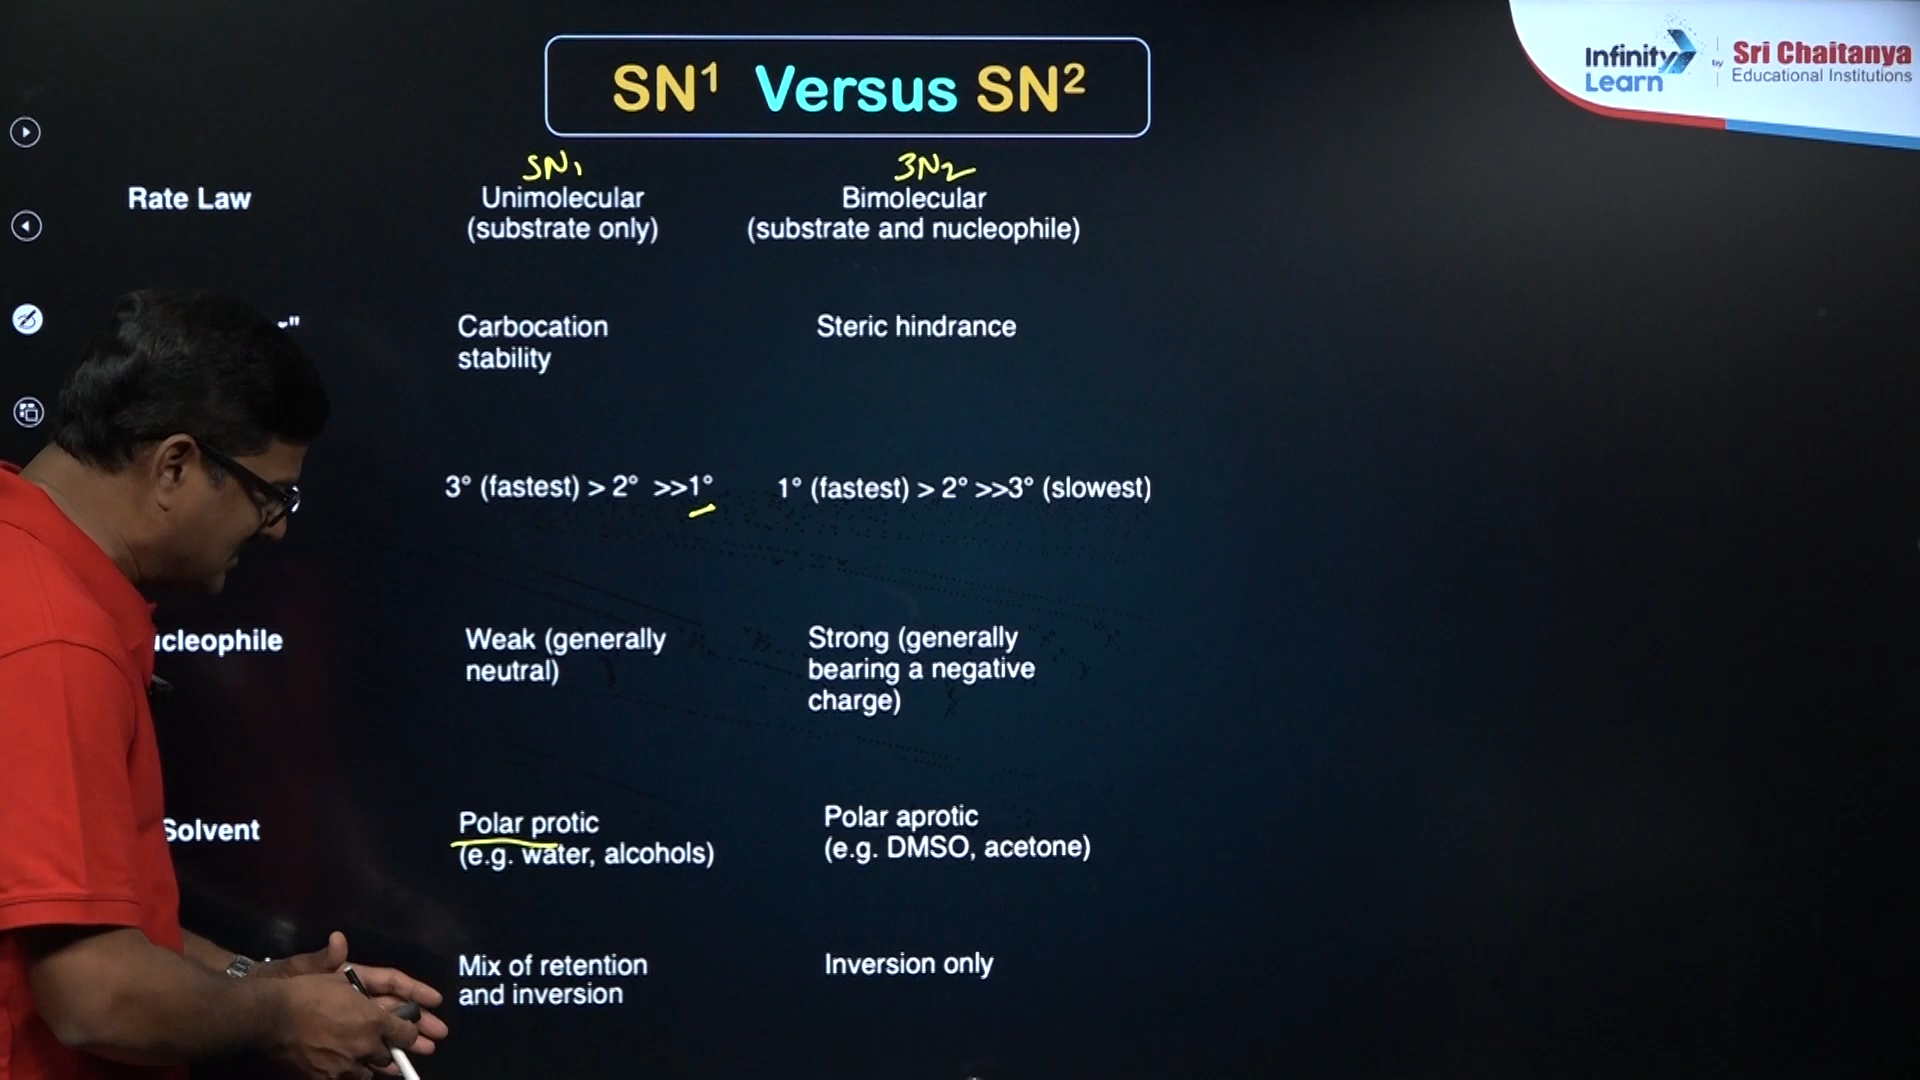 SN¹ Versus SN²
Infinity Learn by Sri Chaitanya Educational Institutions
SN1
SN2
Rate Law
Unimolecular
(substrate only)
Bimolecular
(substrate and nucleophile)
Carbocation
stability
Steric hindrance
3° (fastest) > 2° >>1°
1° (fastest) > 2° >>3° (slowest)
Weak (generally
neutral)
Strong (generally
bearing a negative
charge)
Solvent
Polar protic
(e.g. water, alcohols)
Polar aprotic
(e.g. DMSO, acetone)
Mix of retention
and inversion
Inversion only